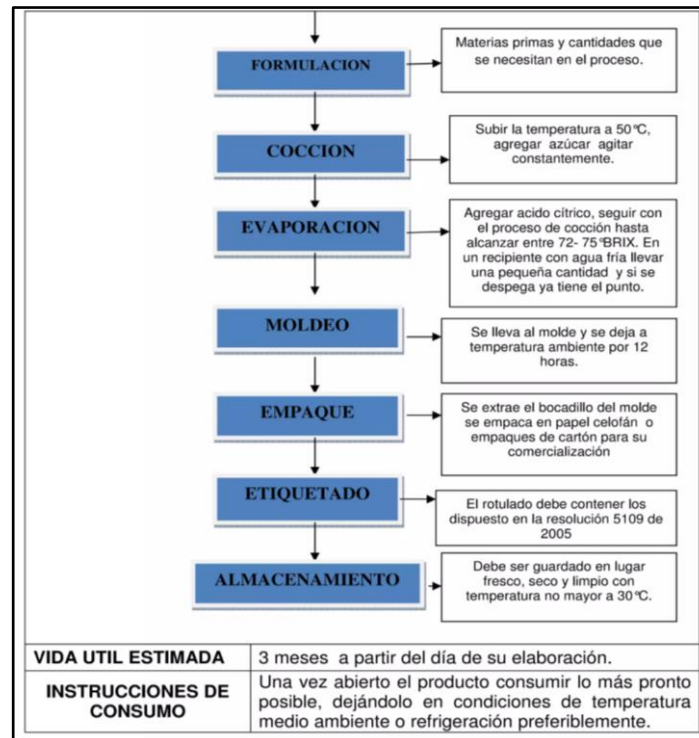 FORMULACION
Materias primas y cantidades que
se necesitan en el proceso.
COCCION
Subir la temperatura a 50°C,
agregar azúcar agitar
constantemente.
EVAPORACION
Agregar acido cítrico, seguir con
el proceso de cocción hasta
alcanzar entre 72- 75°BRIX. En
un recipiente con agua fría llevar
una pequeña cantidad y si se
despega ya tiene el punto.
MOLDEO
Se lleva al molde y se deja a
temperatura ambiente por 12
horas.
EMPAQUE
Se extrae el bocadillo del molde
se empaca en papel celofán o
empaques de cartón para su
comercialización
ETIQUETADO
El rotulado debe contener los
dispuesto en la resolución 5109 de
2005
ALMACENAMIENTO
Debe ser guardado en lugar
fresco, seco y limpio con
temperatura no mayor a 30°C.
VIDA UTIL ESTIMADA
3 meses a partir del día de su elaboración.
INSTRUCCIONES DE
CONSUMO
Una vez abierto el producto consumir lo más pronto
posible, dejándolo en condiciones de temperatura
medio ambiente o refrigeración preferiblemente.